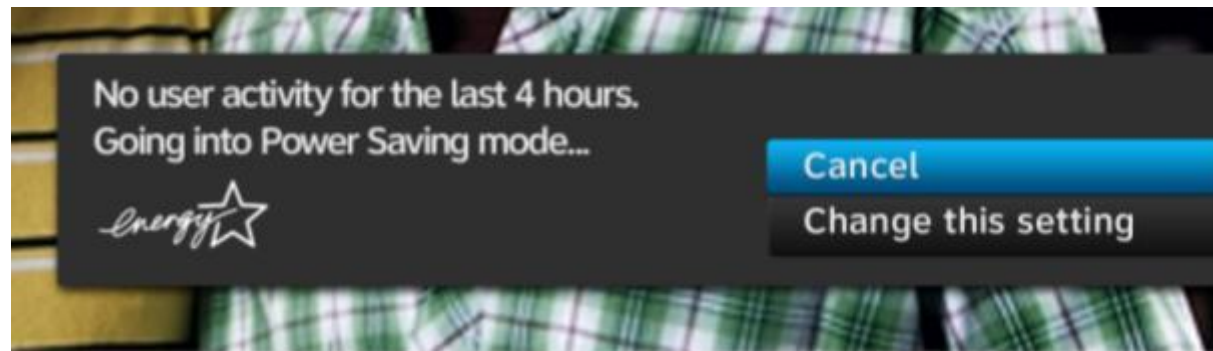 No user activity for the last 4 hours.
Going into Power Saving mode...
Cancel
energy
Change this setting